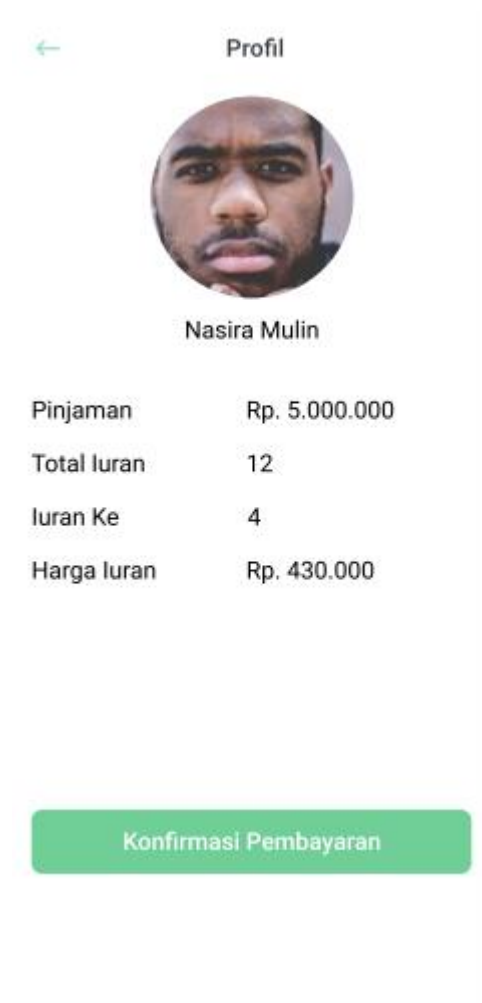 Profil
Nasira Mulin
Pinjaman Rp. 5.000.000
Total Iuran 12
Iuran Ke 4
Harga Iuran Rp. 430.000
Konfirmasi Pembayaran